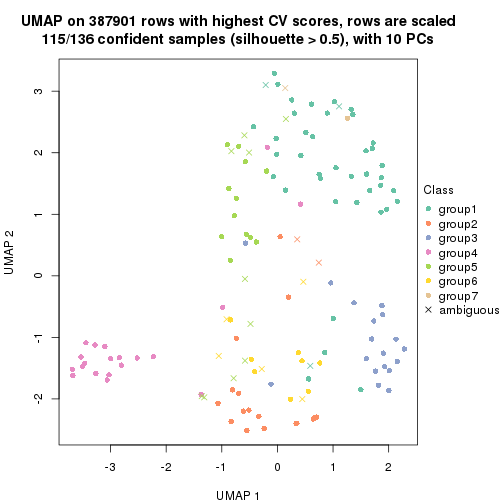 UMAP on 387901 rows with highest CV scores, rows are scaled
115/136 confident samples (silhouette > 0.5), with 10 PCs
UMAP 2
3
2
1
0
-1
-2
-3
-2
-1
0
1
2
UMAP 1
Class
group1
group2
group3
group4
group5
group6
group7
ambiguous